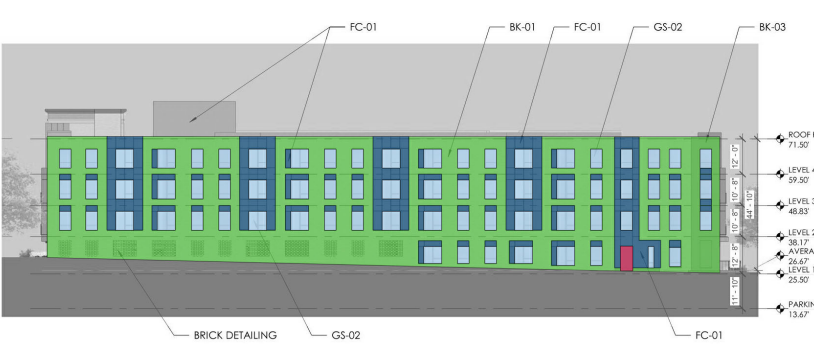 FC-01
BK-01
FC-01
GS-02
BK-03
ROOF
71.50'
12' - 0"
LEVEL 4
59.50'
10' - 8"
44' - 10"
LEVEL 3
48.83'
10' - 8"
LEVEL 2
38.17'
12' - 8"
AVERA
26.67'
LEVEL 1
25.50'
11' - 10"
PARKIN
13.67'
BRICK DETAILING
GS-02
FC-01